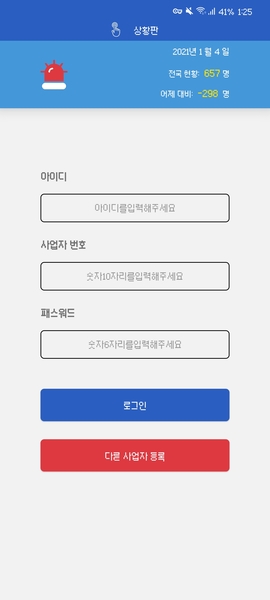 41% 1:25
상황판
2021년 1월 4일
전국 현황: 657 명
어제 대비: -298 명
아이디
아이디를입력해주세요
사업자 번호
숫자10자리를입력해주세요
패스워드
숫자6자리를입력해주세요
로그인
다른 사업자 등록